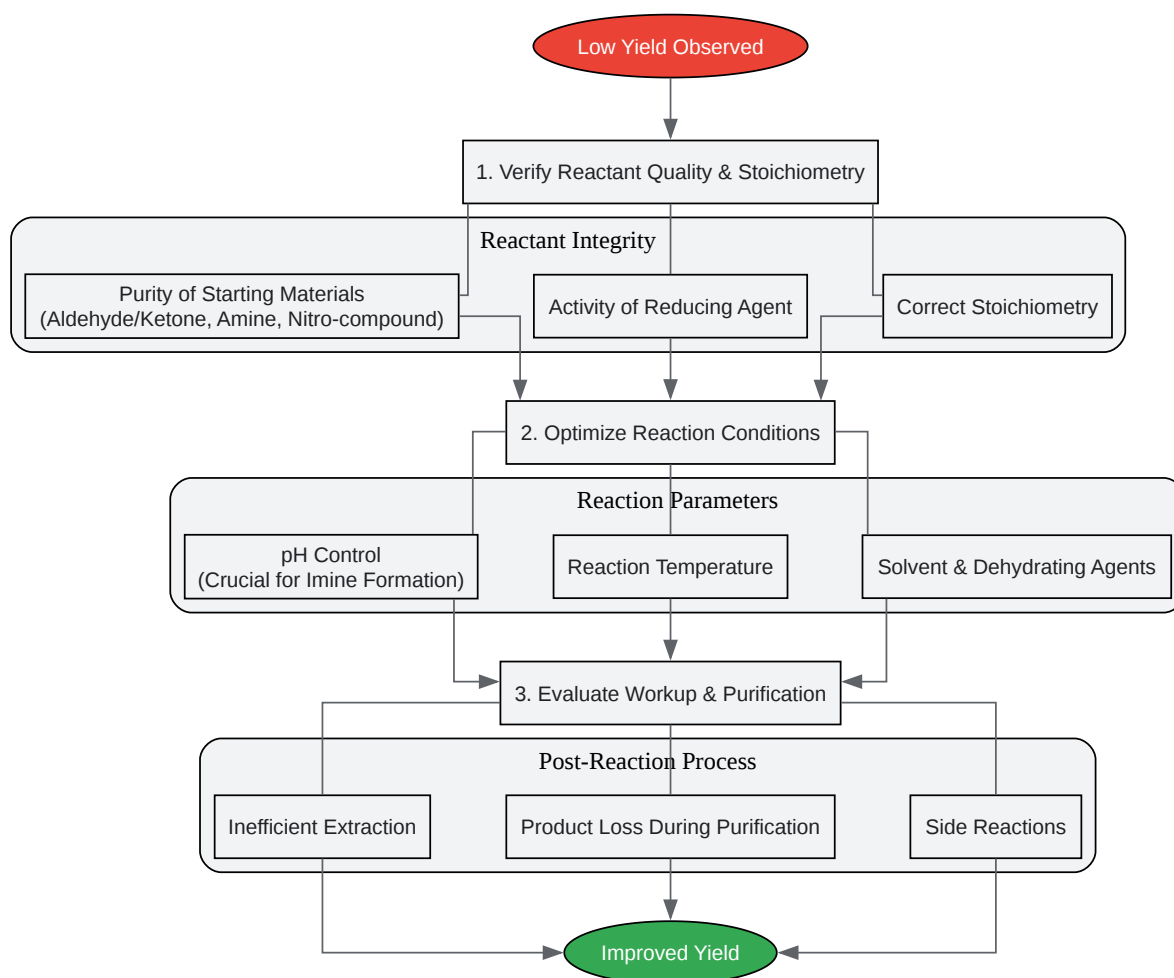 Low Yield Observed
1. Verify Reactant Quality & Stoichiometry
Reactant Integrity
Purity of Starting Materials
(Aldehyde/Ketone, Amine, Nitro-compound)
Activity of Reducing Agent
Correct Stoichiometry
2. Optimize Reaction Conditions
Reaction Parameters
pH Control
(Crucial for Imine Formation)
Reaction Temperature
Solvent & Dehydrating Agents
3. Evaluate Workup & Purification
Post-Reaction Process
Inefficient Extraction
Product Loss During Purification
Side Reactions
Improved Yield